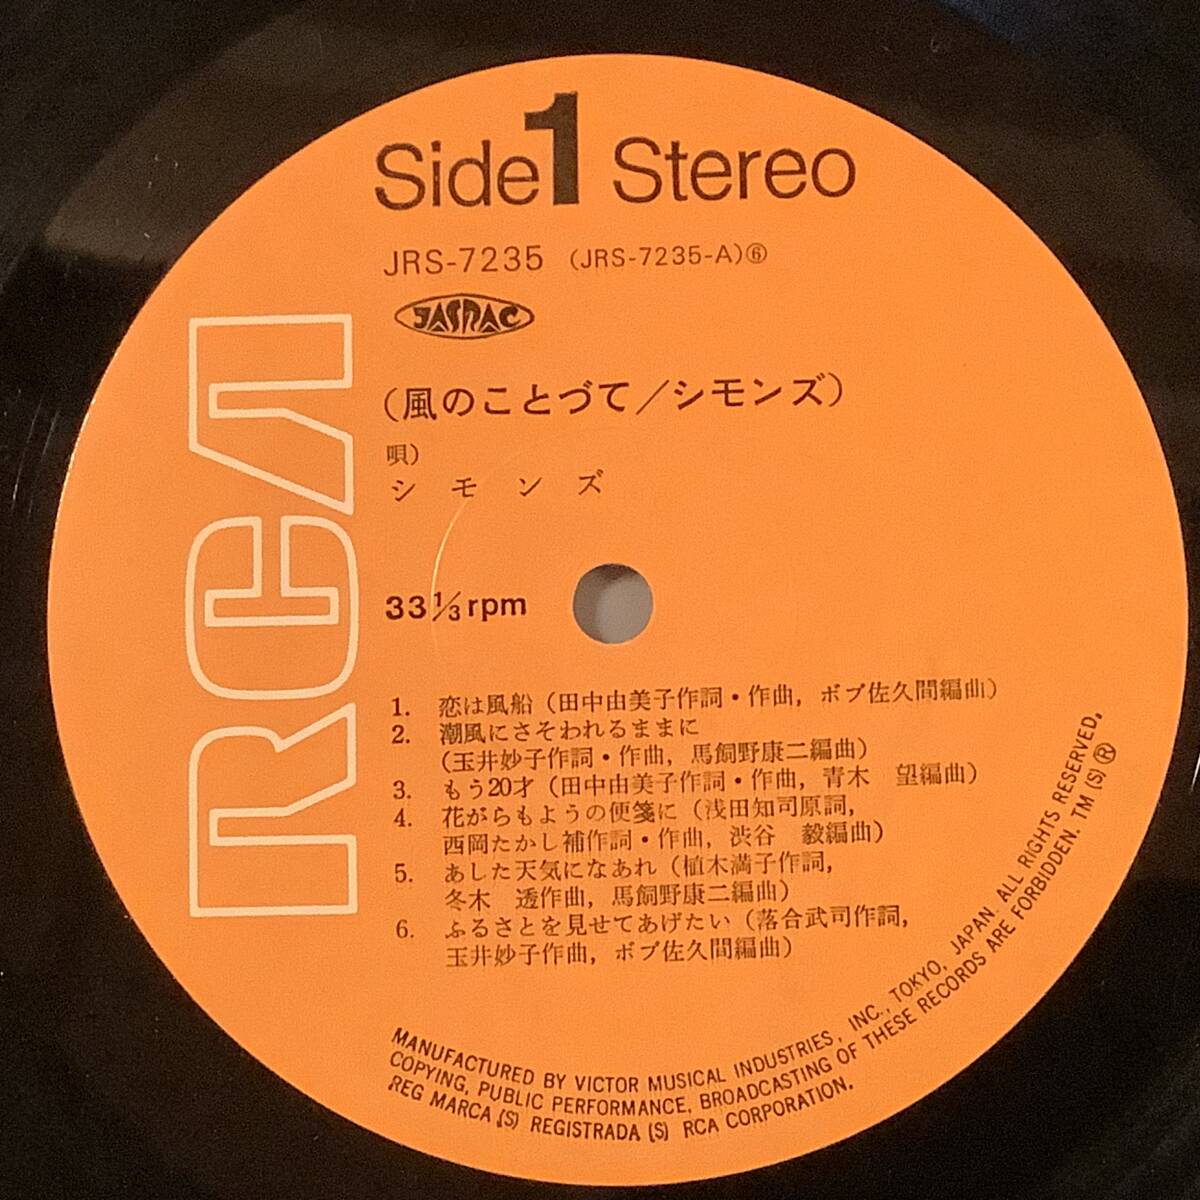 Side 1 Stereo
JRS-7235 (JRS-7235-A)⑥
JASRAC
RCA
(風のことづて/シモンズ)
唄)
シモンズ
33 1/3 rpm
1. 恋は風船(田中由美子作詞・作曲, ボブ佐久間編曲)
2. 潮風にさそわれるままに
(玉井妙子作詞・作曲, 馬飼野康二編曲)
3. もう20才(田中由美子作詞・作曲, 青木 望編曲)
4. 花がらもようの便箋に(浅田知司原詞,
西岡たかし補作詞・作曲, 渋谷 毅編曲)
5. あした天気になあれ(植木満子作詞,
冬木 透作曲, 馬飼野康二編曲)
6. ふるさとを見せてあげたい(落合武司作詞,
玉井妙子作曲, ボブ佐久間編曲)
MANUFACTURED BY VICTOR MUSICAL INDUSTRIES, INC., TOKYO, JAPAN. ALL RIGHTS RESERVED.
COPYING, PUBLIC PERFORMANCE, BROADCASTING OF THESE RECORDS ARE FORBIDDEN. TM (S) ®
REG MARCA (S) REGISTRADA (S) RCA CORPORATION.